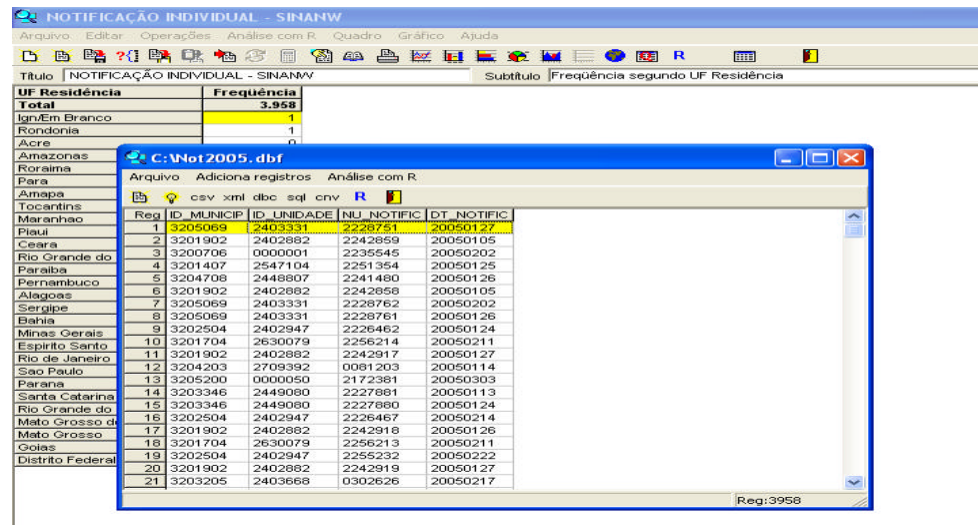 NOTIFICAÇÃO INDIVIDUAL - SINANW
Arquivo Editar Operações Análise com R Quadro Gráfico Ajuda
R
Título NOTIFICAÇÃO INDIVIDUAL - SINANW Subtítulo Freqüência segundo UF Residência
UF Residência Freqüência
Total 3.958
Ign/Em Branco 1
Rondonia 1
Acre
Amazonas
Roraima
Para
Amapa
Tocantins
Maranhao
Piaui
Ceara
Rio Grande do
Paraiba
Pernambuco
Alagoas
Sergipe
Bahia
Minas Gerais
Espirito Santo
Rio de Janeiro
Sao Paulo
Parana
Santa Catarina
Rio Grande do
Mato Grosso d
Mato Grosso
Goias
Distrito Federal
C:\Not2005.dbf
Arquivo Adiciona registros Análise com R
csv xml dbc sql cnv R
Reg ID_MUNICIP ID_UNIDADE NU_NOTIFIC DT_NOTIFIC
1 3205069 2403331 2228751 20050127
2 3201902 2402882 2242859 20050105
3 3200706 0000001 2235545 20050202
4 3201407 2547104 2251354 20050125
5 3204708 2448807 2241480 20050126
6 3201902 2402882 2242858 20050105
7 3205069 2403331 2228762 20050202
8 3205069 2403331 2228761 20050126
9 3202504 2402947 2226462 20050124
10 3201704 2630079 2256214 20050211
11 3201902 2402882 2242917 20050127
12 3204203 2709392 0081203 20050114
13 3205200 0000050 2172381 20050303
14 3203346 2449080 2227881 20050113
15 3203346 2449080 2227880 20050124
16 3202504 2402947 2226467 20050214
17 3201902 2402882 2242918 20050126
18 3201704 2630079 2256213 20050211
19 3202504 2402947 2255232 20050222
20 3201902 2402882 2242919 20050127
21 3203205 2403668 0302626 20050217
Reg:3958